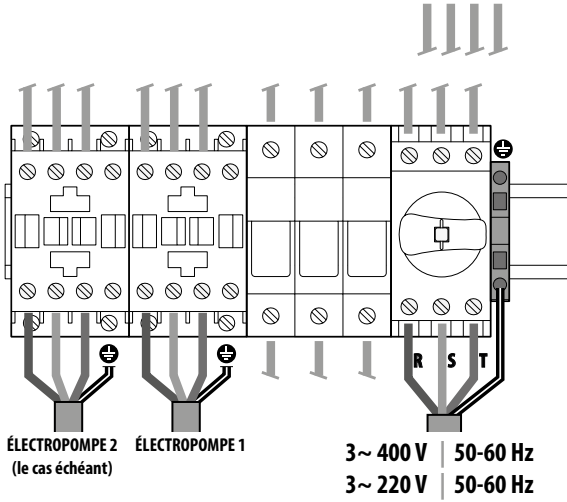 R S T
ÉLECTROPOMPE 2
(le cas échéant)
ÉLECTROPOMPE 1
3~ 400 V | 50-60 Hz
3~ 220 V | 50-60 Hz